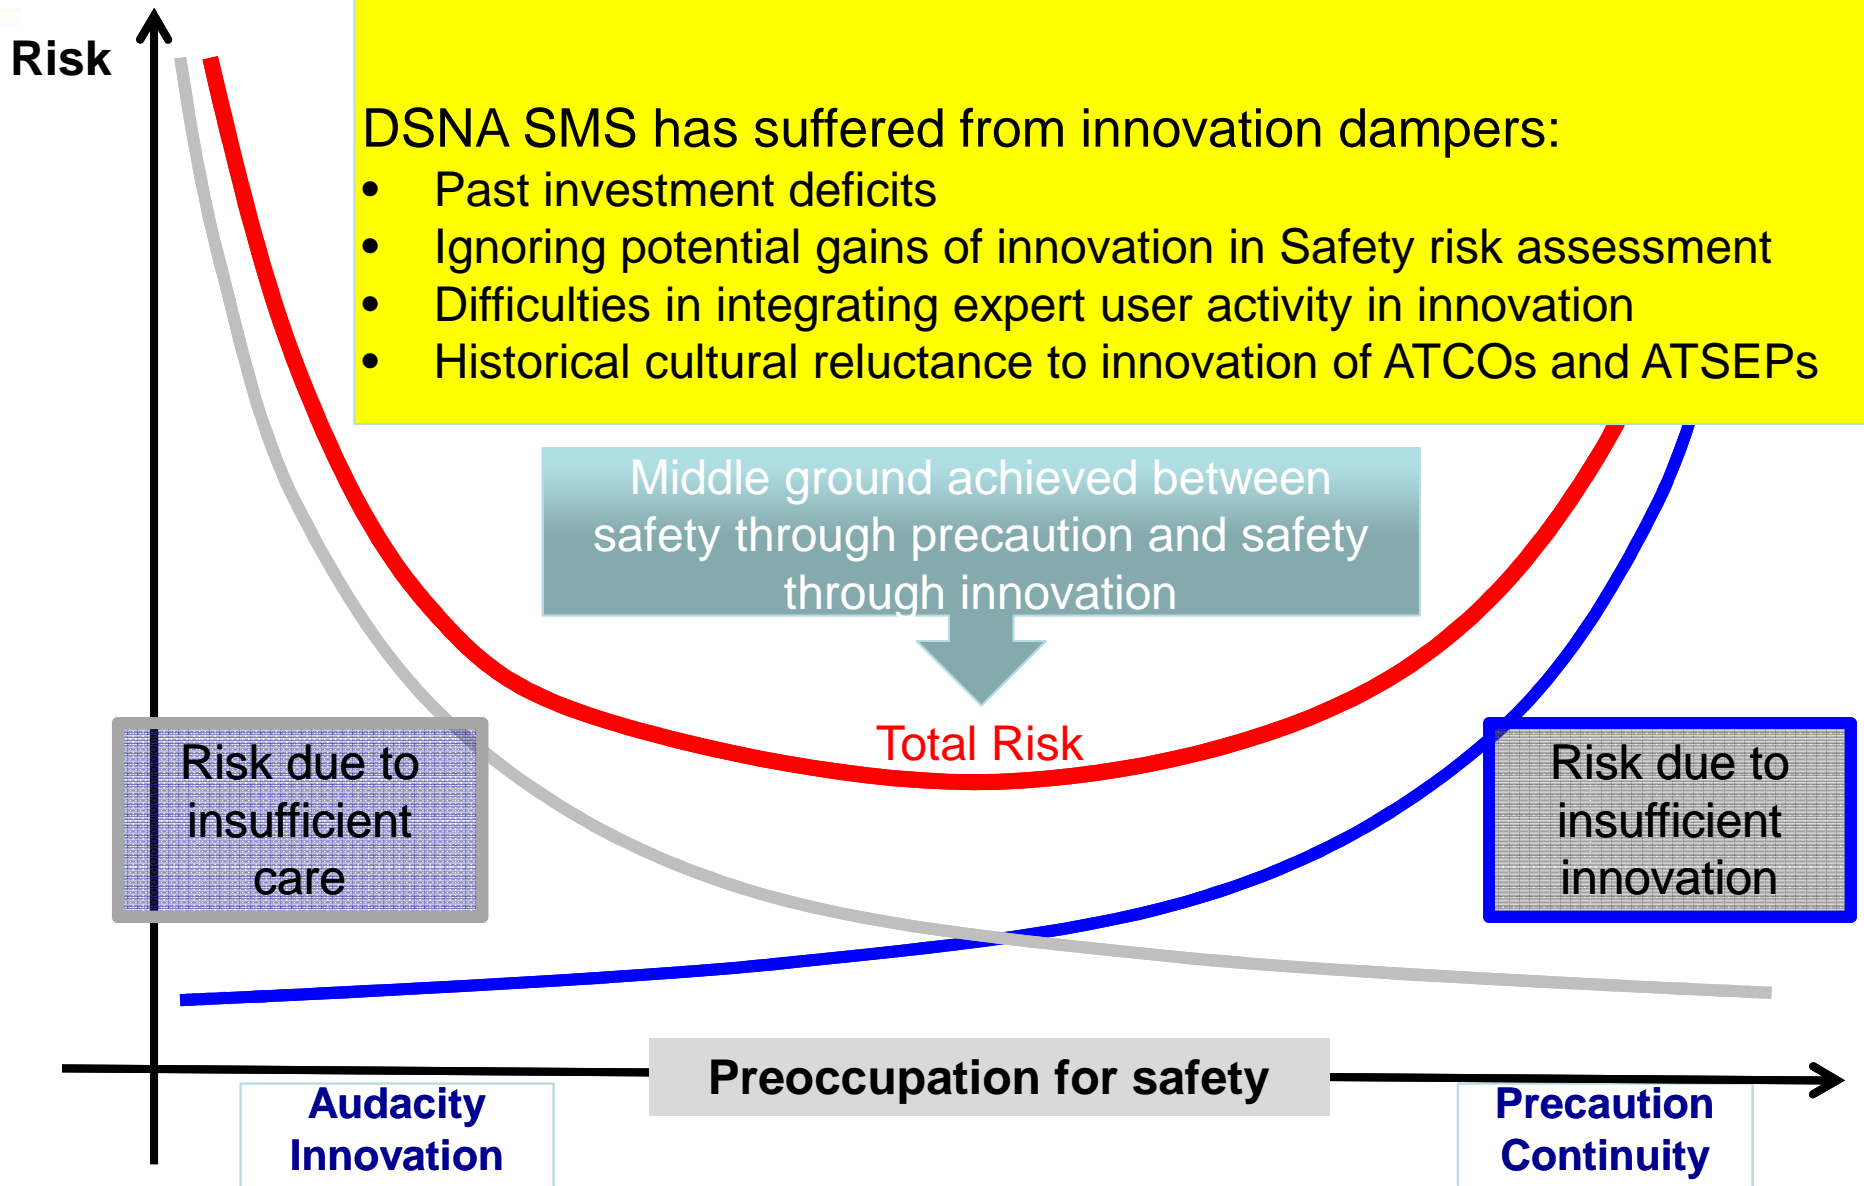 Risk
DSNA SMS has suffered from innovation dampers:
• Past investment deficits
• Ignoring potential gains of innovation in Safety risk assessment
• Difficulties in integrating expert user activity in innovation
• Historical cultural reluctance to innovation of ATCOs and ATSEPs
Middle ground achieved between
safety through precaution and safety
through innovation
Total Risk
Risk due to
insufficient
care
Risk due to
insufficient
innovation
Preoccupation for safety
Audacity
Innovation
Precaution
Continuity